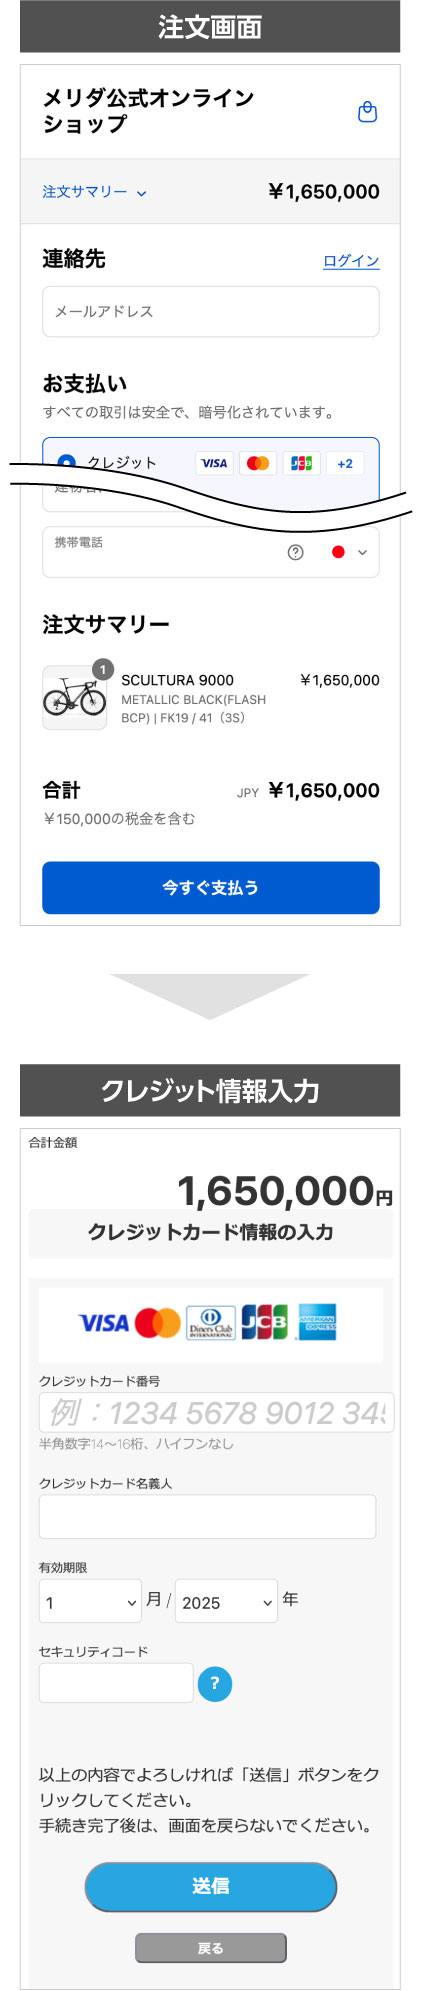 注文画面
メリダ公式オンライン
ショップ
注文サマリー ¥1,650,000
連絡先 ログイン
メールアドレス
お支払い
すべての取引は安全で、暗号化されています。
クレジット VISA JCB +2
携帯電話
注文サマリー
1
SCULTURA 9000 ¥1,650,000
METALLIC BLACK(FLASH
BCP) | FK19 / 41（3S）
合計 JPY ¥1,650,000
¥150,000の税金を含む
今すぐ支払う
クレジット情報入力
合計金額
1,650,000円
クレジットカード情報の入力
VISA Diners Club INTERNATIONAL JCB AMERICAN EXPRESS
クレジットカード番号
例：1234 5678 9012 345
半角数字14～16桁、ハイフンなし
クレジットカード名義人
有効期限
1 月 / 2025 年
セキュリティコード
?
以上の内容でよろしければ「送信」ボタンをク
リックしてください。
手続き完了後は、画面を戻らないでください。
送信
戻る